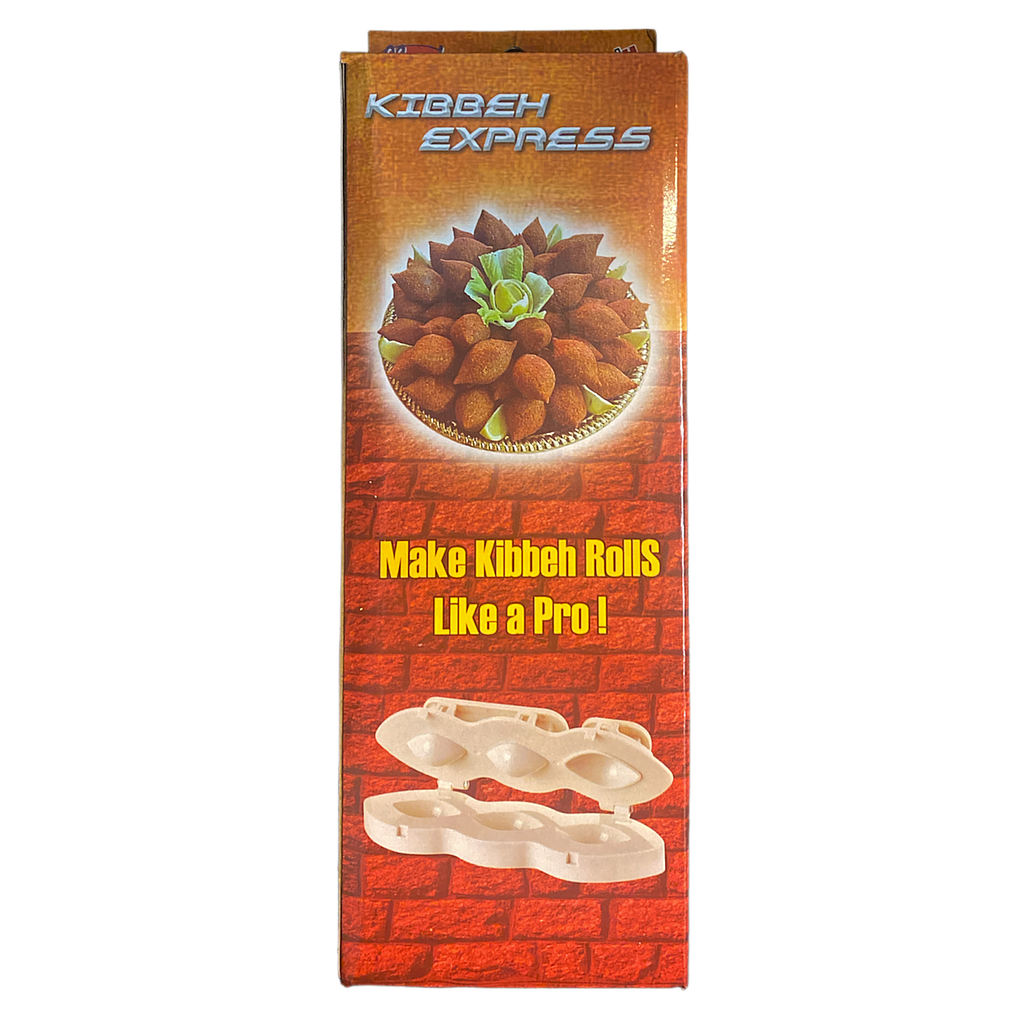 KIBBEH
EXPRESS
Make Kibbeh RollS
Like a Pro !